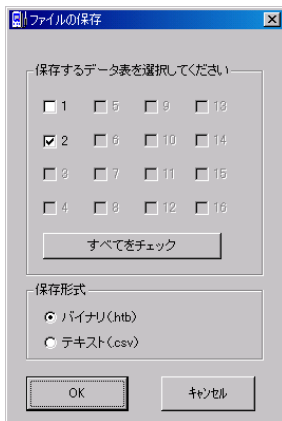 ファイルの保存
保存するデータ表を選択してください
1 5 9 13
2 6 10 14
3 7 11 15
4 8 12 16
すべてをチェック
保存形式
バイナリ(.htb)
テキスト(.csv)
OK キャンセル